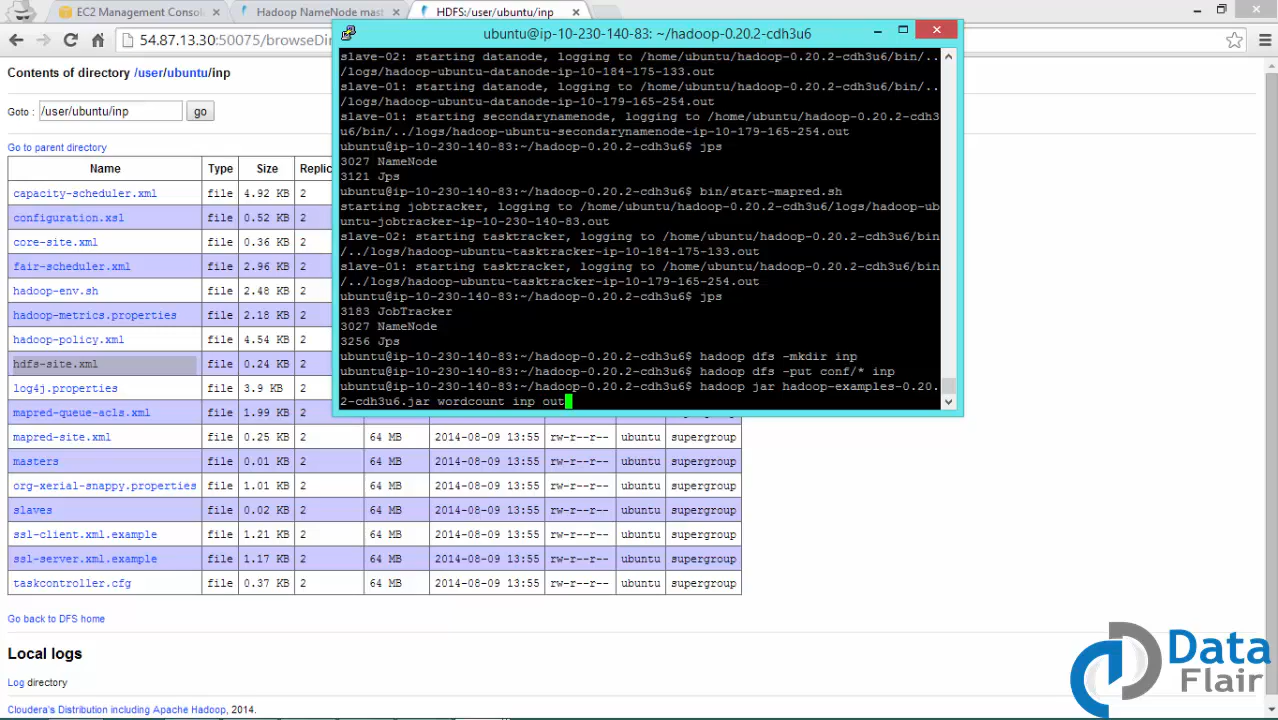 EC2 Management Consol ×
Hadoop NameNode mast ×
HDFS:/user/ubuntu/inp ×
54.87.13.30:50
/browseDir
Contents of directory /user/ubuntu/inp
Goto : /user/ubuntu/inp go
Go to parent directory
Name Type Size Replic
capacity-scheduler.xml file 4.92 KB 2
configuration.xsl file 0.52 KB 2
core-site.xml file 0.36 KB 2
fair-scheduler.xml file 2.96 KB 2
hadoop-env.sh file 2.48 KB 2
hadoop-metrics.properties file 2.18 KB 2
hadoop-policy.xml file 4.54 KB 2
hdfs-site.xml file 0.24 KB 2
log4j.properties file 3.9 KB 2
mapred-queue-acls.xml file 1.99 KB 2 64 MB 2014-08-09 13:55 rw-r--r-- ubuntu supergroup
mapred-site.xml file 0.25 KB 2 64 MB 2014-08-09 13:55 rw-r--r-- ubuntu supergroup
masters file 0.01 KB 2 64 MB 2014-08-09 13:55 rw-r--r-- ubuntu supergroup
org-xerial-snappy.properties file 1.01 KB 2 64 MB 2014-08-09 13:55 rw-r--r-- ubuntu supergroup
slaves file 0.02 KB 2 64 MB 2014-08-09 13:55 rw-r--r-- ubuntu supergroup
ssl-client.xml.example file 1.21 KB 2 64 MB 2014-08-09 13:55 rw-r--r-- ubuntu supergroup
ssl-server.xml.example file 1.17 KB 2 64 MB 2014-08-09 13:55 rw-r--r-- ubuntu supergroup
taskcontroller.cfg file 0.37 KB 2 64 MB 2014-08-09 13:55 rw-r--r-- ubuntu supergroup
Go back to DFS home
Local logs
Log directory
Cloudera's Distribution including Apache Hadoop, 2014.
ubuntu@ip-10-230-140-83: ~/hadoop-0.20.2-cdh3u6
slave-02: starting datanode, logging to /home/ubuntu/hadoop-0.20.2-cdh3u6/bin/..
/logs/hadoop-ubuntu-datanode-ip-10-184-175-133.out
slave-01: starting datanode, logging to /home/ubuntu/hadoop-0.20.2-cdh3u6/bin/..
/logs/hadoop-ubuntu-datanode-ip-10-179-165-254.out
slave-01: starting secondarynamenode, logging to /home/ubuntu/hadoop-0.20.2-cdh3
u6/bin/../logs/hadoop-ubuntu-secondarynamenode-ip-10-179-165-254.out
ubuntu@ip-10-230-140-83:~/hadoop-0.20.2-cdh3u6$ jps
3027 NameNode
3121 Jps
ubuntu@ip-10-230-140-83:~/hadoop-0.20.2-cdh3u6$ bin/start-mapred.sh
starting jobtracker, logging to /home/ubuntu/hadoop-0.20.2-cdh3u6/logs/hadoop-ub
untu-jobtracker-ip-10-230-140-83.out
slave-02: starting tasktracker, logging to /home/ubuntu/hadoop-0.20.2-cdh3u6/bin
/../logs/hadoop-ubuntu-tasktracker-ip-10-184-175-133.out
slave-01: starting tasktracker, logging to /home/ubuntu/hadoop-0.20.2-cdh3u6/bin
/../logs/hadoop-ubuntu-tasktracker-ip-10-179-165-254.out
ubuntu@ip-10-230-140-83:~/hadoop-0.20.2-cdh3u6$ jps
3183 JobTracker
3027 NameNode
3256 Jps
ubuntu@ip-10-230-140-83:~/hadoop-0.20.2-cdh3u6$ hadoop dfs -mkdir inp
ubuntu@ip-10-230-140-83:~/hadoop-0.20.2-cdh3u6$ hadoop dfs -put conf/* inp
ubuntu@ip-10-230-140-83:~/hadoop-0.20.2-cdh3u6$ hadoop jar hadoop-examples-0.20.
2-cdh3u6.jar wordcount inp out
Data
Flair